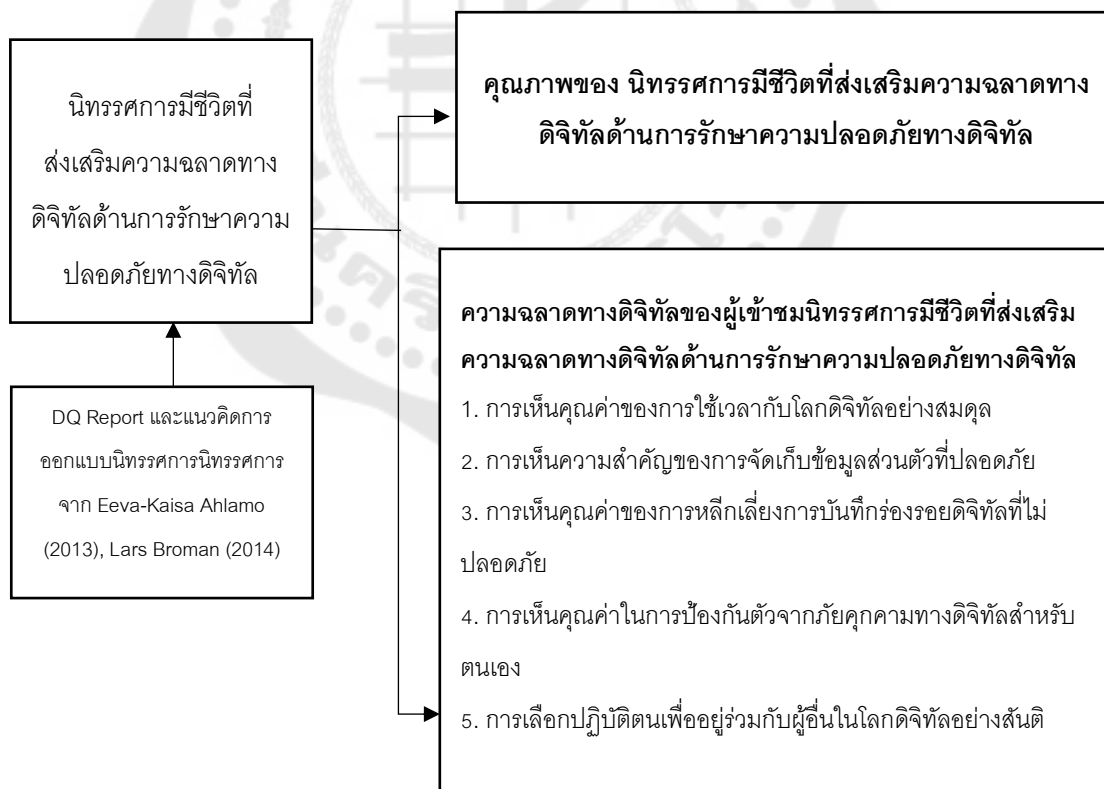 นิทรรศการมีชีวิตที่
ส่งเสริมความฉลาดทาง
ดิจิทัลด้านการรักษาความ
ปลอดภัยทางดิจิทัล
DQ Report และแนวคิดการ
ออกแบบนิทรรศการนิทรรศการ
จาก Eeva-Kaisa Ahlamo
(2013), Lars Broman (2014)
คุณภาพของ นิทรรศการมีชีวิตที่ส่งเสริมความฉลาดทาง
ดิจิทัลด้านการรักษาความปลอดภัยทางดิจิทัล
ความฉลาดทางดิจิทัลของผู้เข้าชมนิทรรศการมีชีวิตที่ส่งเสริม
ความฉลาดทางดิจิทัลด้านการรักษาความปลอดภัยทางดิจิทัล
1. การเห็นคุณค่าของการใช้เวลากับโลกดิจิทัลอย่างสมดุล
2. การเห็นความสำคัญของการจัดเก็บข้อมูลส่วนตัวที่ปลอดภัย
3. การเห็นคุณค่าของการหลีกเลี่ยงการบันทึกร่องรอยดิจิทัลที่ไม่
ปลอดภัย
4. การเห็นคุณค่าในการป้องกันตัวจากภัยคุกคามทางดิจิทัลสำหรับ
ตนเอง
5. การเลือกปฏิบัติตนเพื่ออยู่ร่วมกับผู้อื่นในโลกดิจิทัลอย่างสันติ